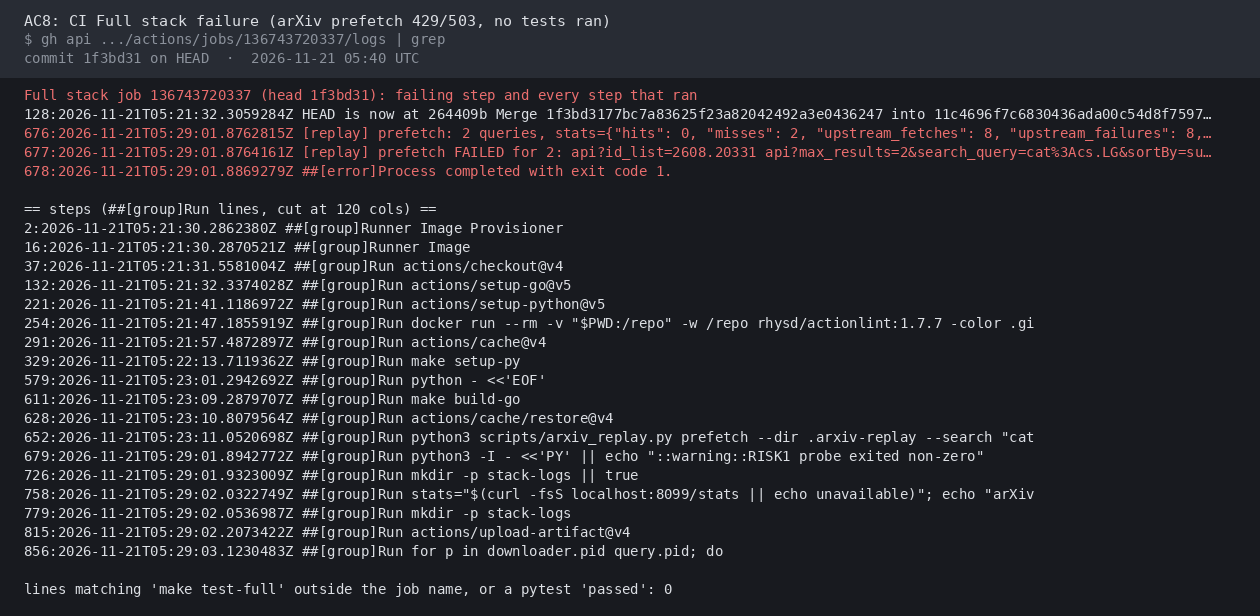 AC8: CI Full stack failure (arXiv prefetch 429/503, no tests ran)
$ gh api .../actions/jobs/136743720337/logs | grep
commit 1f3bd31 on HEAD  ·  2026-11-21 05:40 UTC
Full stack job 136743720337 (head 1f3bd31): failing step and every step that ran
128:2026-11-21T05:21:32.3059284Z HEAD is now at 264409b Merge 1f3bd3177bc7a83625f23a82042492a3e0436247 into 11c4696f7c6830436ada00c54d8f7597…
676:2026-11-21T05:29:01.8762815Z [replay] prefetch: 2 queries, stats={"hits": 0, "misses": 2, "upstream_fetches": 8, "upstream_failures": 8,…
677:2026-11-21T05:29:01.8764161Z [replay] prefetch FAILED for 2: api?id_list=2608.20331 api?max_results=2&search_query=cat%3Acs.LG&sortBy=su…
678:2026-11-21T05:29:01.8869279Z ##[error]Process completed with exit code 1.
== steps (##[group]Run lines, cut at 120 cols) ==
2:2026-11-21T05:21:30.2862380Z ##[group]Runner Image Provisioner
16:2026-11-21T05:21:30.2870521Z ##[group]Runner Image
37:2026-11-21T05:21:31.5581004Z ##[group]Run actions/checkout@v4
132:2026-11-21T05:21:32.3374028Z ##[group]Run actions/setup-go@v5
221:2026-11-21T05:21:41.1186972Z ##[group]Run actions/setup-python@v5
254:2026-11-21T05:21:47.1855919Z ##[group]Run docker run --rm -v "$PWD:/repo" -w /repo rhysd/actionlint:1.7.7 -color .gi
291:2026-11-21T05:21:57.4872897Z ##[group]Run actions/cache@v4
329:2026-11-21T05:22:13.7119362Z ##[group]Run make setup-py
579:2026-11-21T05:23:01.2942692Z ##[group]Run python - <<'EOF'
611:2026-11-21T05:23:09.2879707Z ##[group]Run make build-go
628:2026-11-21T05:23:10.8079564Z ##[group]Run actions/cache/restore@v4
652:2026-11-21T05:23:11.0520698Z ##[group]Run python3 scripts/arxiv_replay.py prefetch --dir .arxiv-replay --search "cat
679:2026-11-21T05:29:01.8942772Z ##[group]Run python3 -I - <<'PY' || echo "::warning::RISK1 probe exited non-zero"
726:2026-11-21T05:29:01.9323009Z ##[group]Run mkdir -p stack-logs || true
758:2026-11-21T05:29:02.0322749Z ##[group]Run stats="$(curl -fsS localhost:8099/stats || echo unavailable)"; echo "arXiv
779:2026-11-21T05:29:02.0536987Z ##[group]Run mkdir -p stack-logs
815:2026-11-21T05:29:02.2073422Z ##[group]Run actions/upload-artifact@v4
856:2026-11-21T05:29:03.1230483Z ##[group]Run for p in downloader.pid query.pid; do
lines matching 'make test-full' outside the job name, or a pytest 'passed': 0